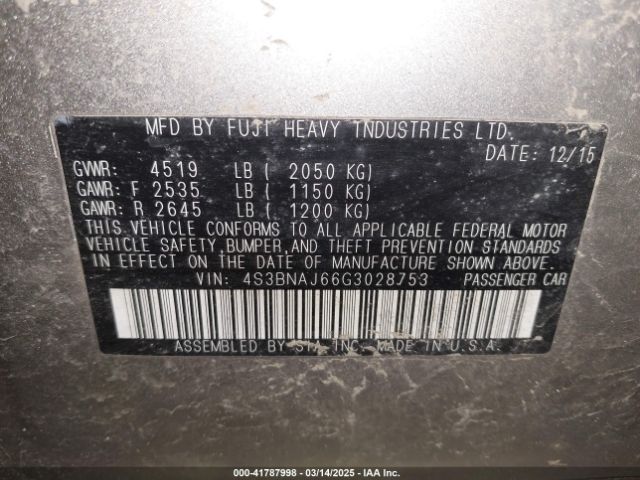 MFD BY FUJI HEAVY INDUSTRIES LTD.
DATE: 12/15
GVWR: 4519 LB ( 2050 KG)
GAWR: F 2535 LB ( 1150 KG)
GAWR: R 2645 LB ( 1200 KG)
THIS VEHICLE CONFORMS TO ALL APPLICABLE FEDERAL MOTOR
VEHICLE SAFETY, BUMPER, AND THEFT PREVENTION STANDARDS
IN EFFECT ON THE DATE OF MANUFACTURE SHOWN ABOVE.
VIN: 4S3BNAJ66G3028753 PASSENGER CAR
ASSEMBLED BY SIA INC. MADE IN U.S.A.
000-41787998 - 03/14/2025 - IAA Inc.